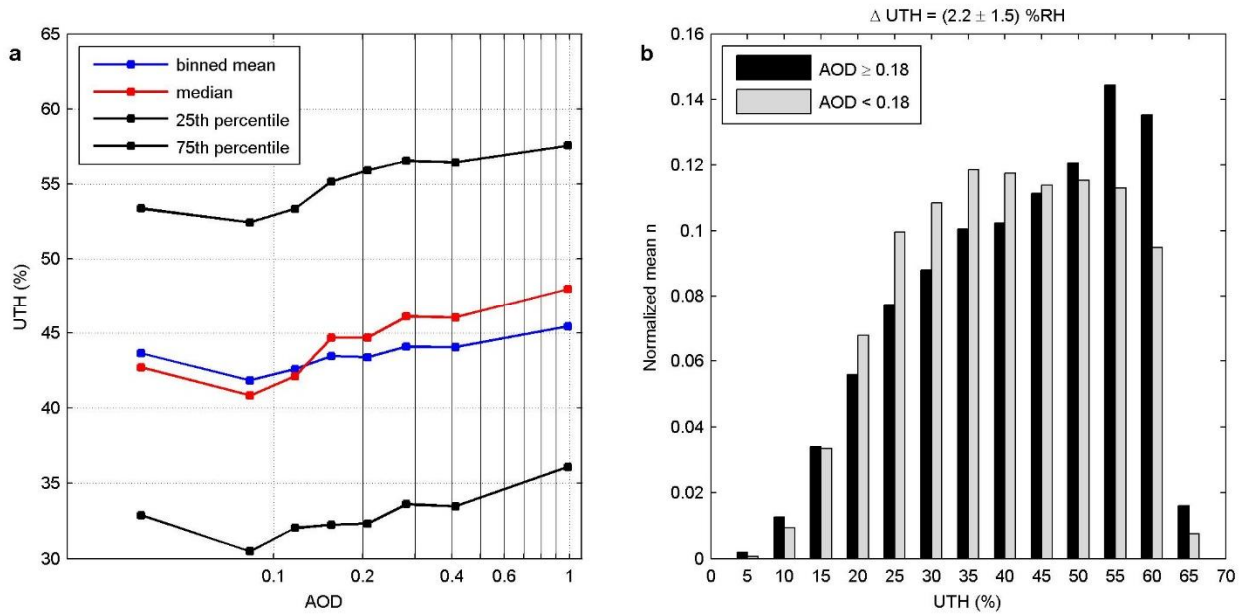 a
65
60
55
50
45
40
35
30
UTH (%)
binned mean
median
25th percentile
75th percentile
0.1
0.2
0.4
0.6
1
AOD
b
Δ UTH = (2.2 ± 1.5) %RH
0.16
0.14
0.12
0.1
0.08
0.06
0.04
0.02
0
Normalized mean n
AOD ≥ 0.18
AOD < 0.18
0
5
10
15
20
25
30
35
40
45
50
55
60
65
70
UTH (%)